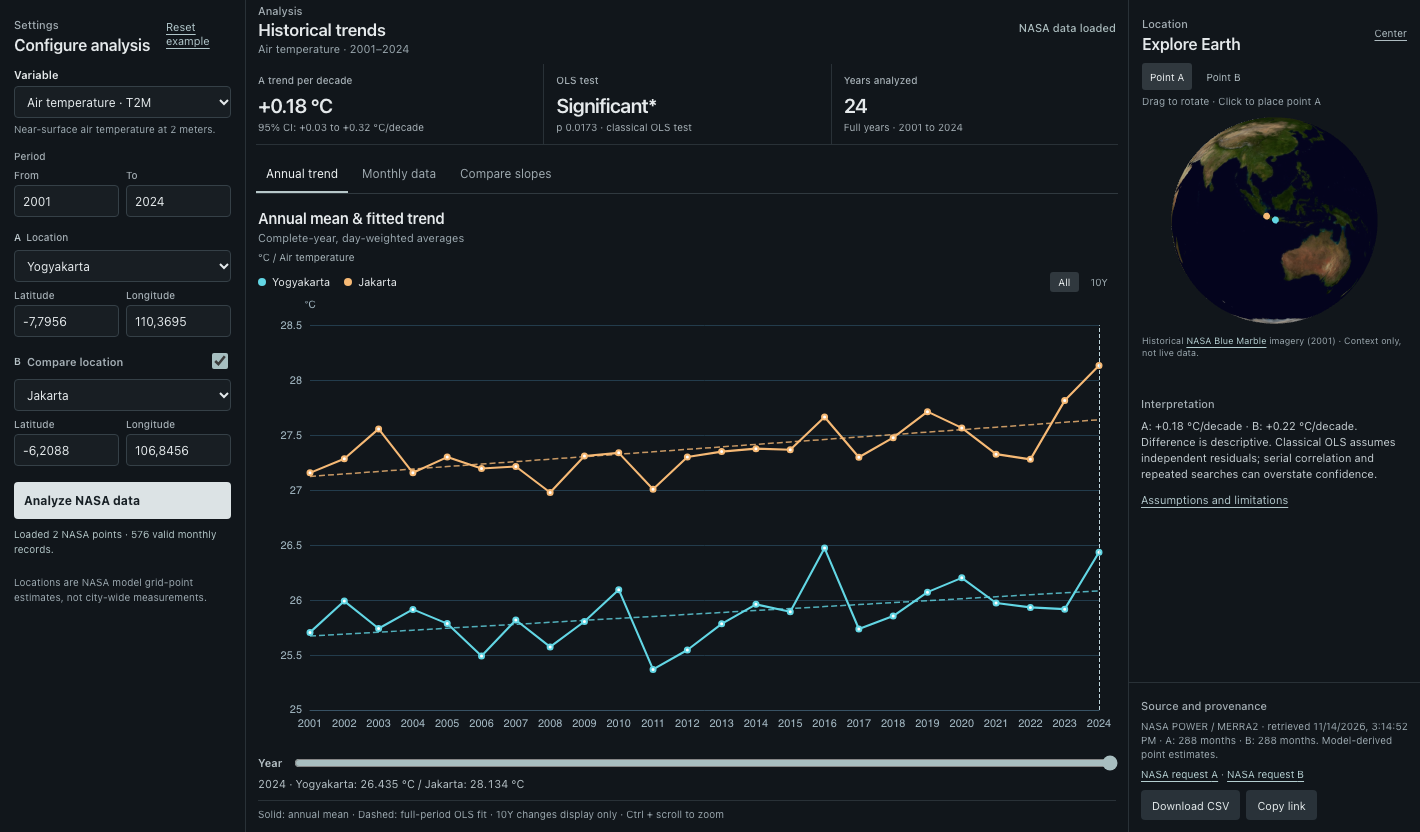 Settings
Configure analysis
Reset
example
Variable
Air temperature · T2M
Near-surface air temperature at 2 meters.
Period
From To
2001 2024
A Location
Yogyakarta
Latitude Longitude
-7,7956 110,3695
B Compare location
Jakarta
Latitude Longitude
-6,2088 106,8456
Analyze NASA data
Loaded 2 NASA points · 576 valid monthly
records.
Locations are NASA model grid-point
estimates, not city-wide measurements.
Analysis
Historical trends
Air temperature · 2001–2024
NASA data loaded
A trend per decade
+0.18 °C
95% CI: +0.03 to +0.32 °C/decade
OLS test
Significant*
p 0.0173 · classical OLS test
Years analyzed
24
Full years · 2001 to 2024
Annual trend Monthly data Compare slopes
Annual mean & fitted trend
Complete-year, day-weighted averages
°C / Air temperature
Yogyakarta Jakarta
All 10Y
°C
28.5
28
27.5
27
26.5
26
25.5
25
2001 2002 2003 2004 2005 2006 2007 2008 2009 2010 2011 2012 2013 2014 2015 2016 2017 2018 2019 2020 2021 2022 2023 2024
Year
2024 · Yogyakarta: 26.435 °C / Jakarta: 28.134 °C
Solid: annual mean · Dashed: full-period OLS fit · 10Y changes display only · Ctrl + scroll to zoom
Location
Explore Earth
Center
Point A Point B
Drag to rotate · Click to place point A
Historical NASA Blue Marble imagery (2001) · Context only,
not live data.
Interpretation
A: +0.18 °C/decade · B: +0.22 °C/decade.
Difference is descriptive. Classical OLS assumes
independent residuals; serial correlation and
repeated searches can overstate confidence.
Assumptions and limitations
Source and provenance
NASA POWER / MERRA2 · retrieved 11/14/2026, 3:14:52
PM · A: 288 months · B: 288 months. Model-derived
point estimates.
NASA request A · NASA request B
Download CSV Copy link